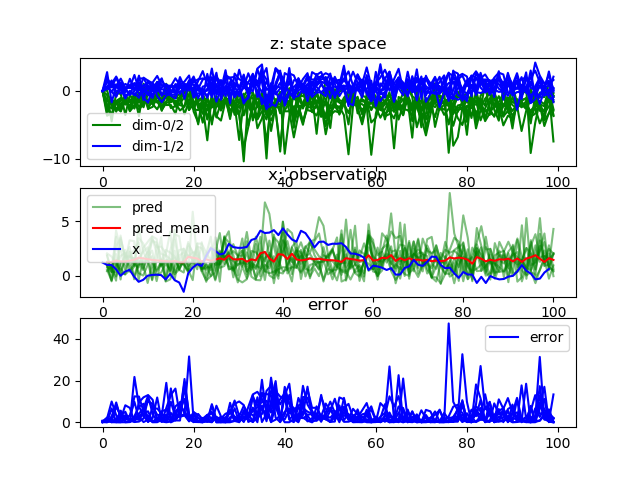 z: state space
0
−10
dim-0/2
dim-1/2
0 20 40 60 80 100
x: observation
5
0
pred
pred_mean
x
0 20 40 60 80 100
error
40
20
0
error
0 20 40 60 80 100